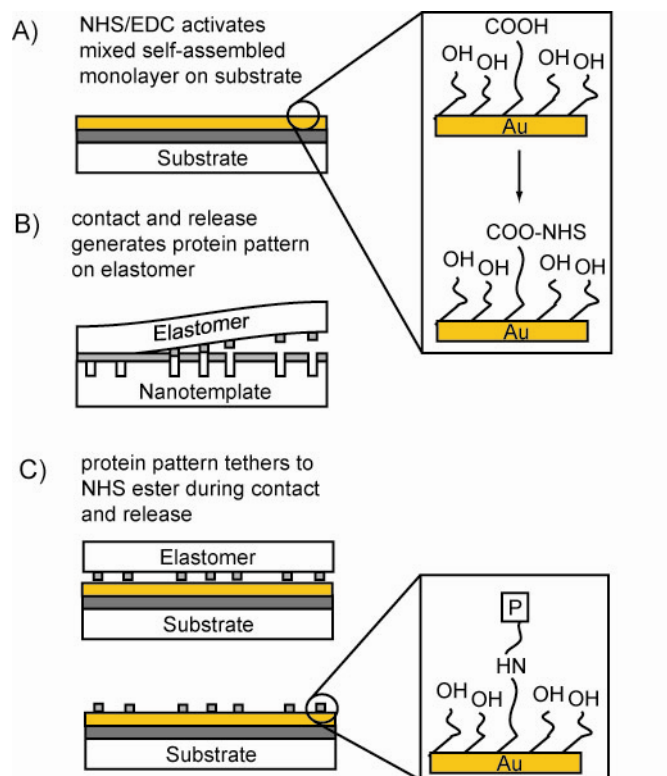 A)
NHS/EDC activates
mixed self-assembled
monolayer on substrate
Substrate
COOH
OH OH OH OH
Au
COO-NHS
OH OH OH OH
Au
B)
contact and release
generates protein pattern
on elastomer
Elastomer
Nanotemplate
C)
protein pattern tethers to
NHS ester during contact
and release
Elastomer
Substrate
Substrate
P
HN
OH OH OH OH
Au